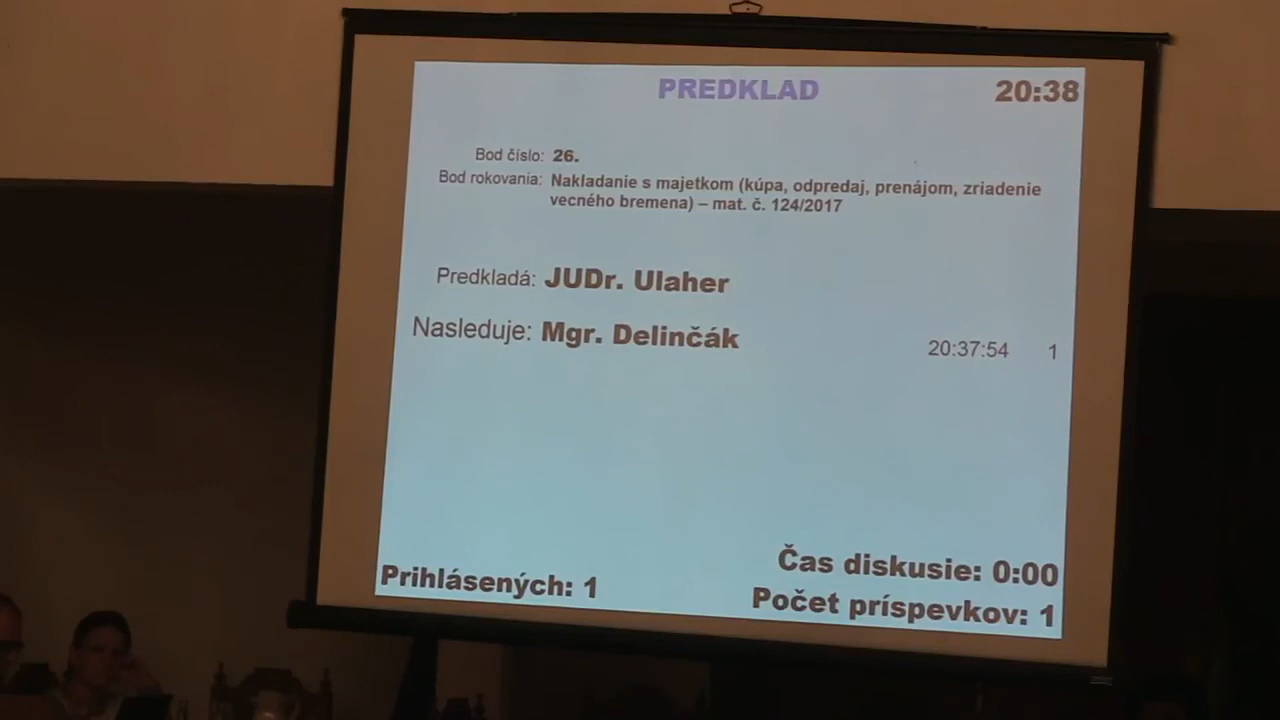 PREDKLAD 20:38
Bod číslo: 26.
Bod rokovania: Nakladanie s majetkom (kúpa, odpredaj, prenájom, zriadenie
vecného bremena) – mat. č. 124/2017
Predkladá: JUDr. Ulaher
Nasleduje: Mgr. Delinčák 20:37:54 1
Čas diskusie: 0:00
Prihlásených: 1
Počet príspevkov: 1